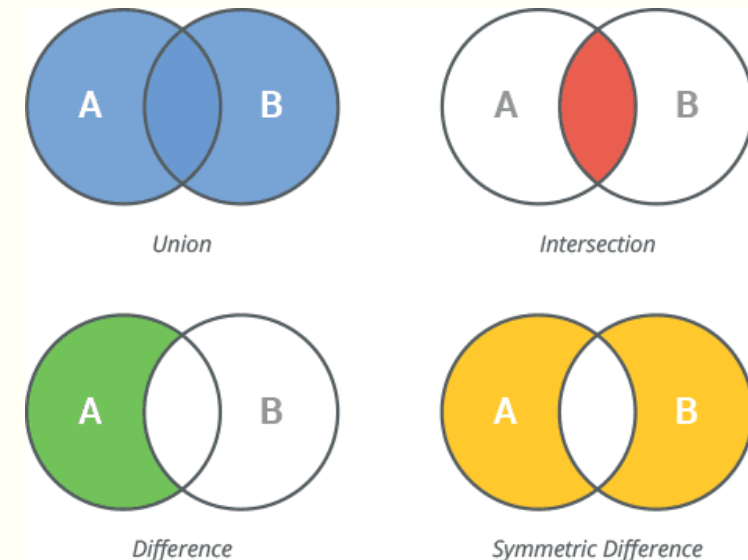 A B
A B
Union
Intersection
A B
A B
Difference
Symmetric Difference